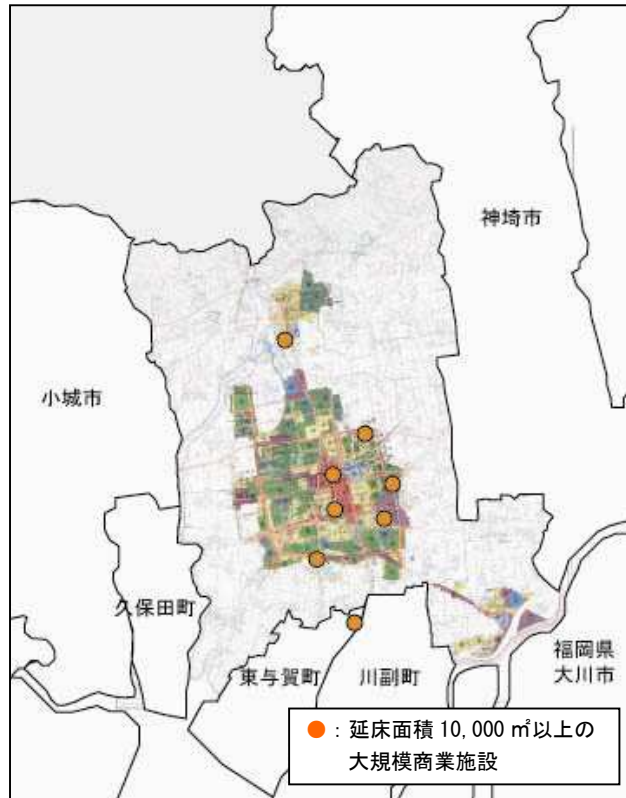 神埼市
小城市
久保田町
東与賀町
川副町
福岡県
大川市
● : 延床面積 10,000 ㎡以上の
大規模商業施設